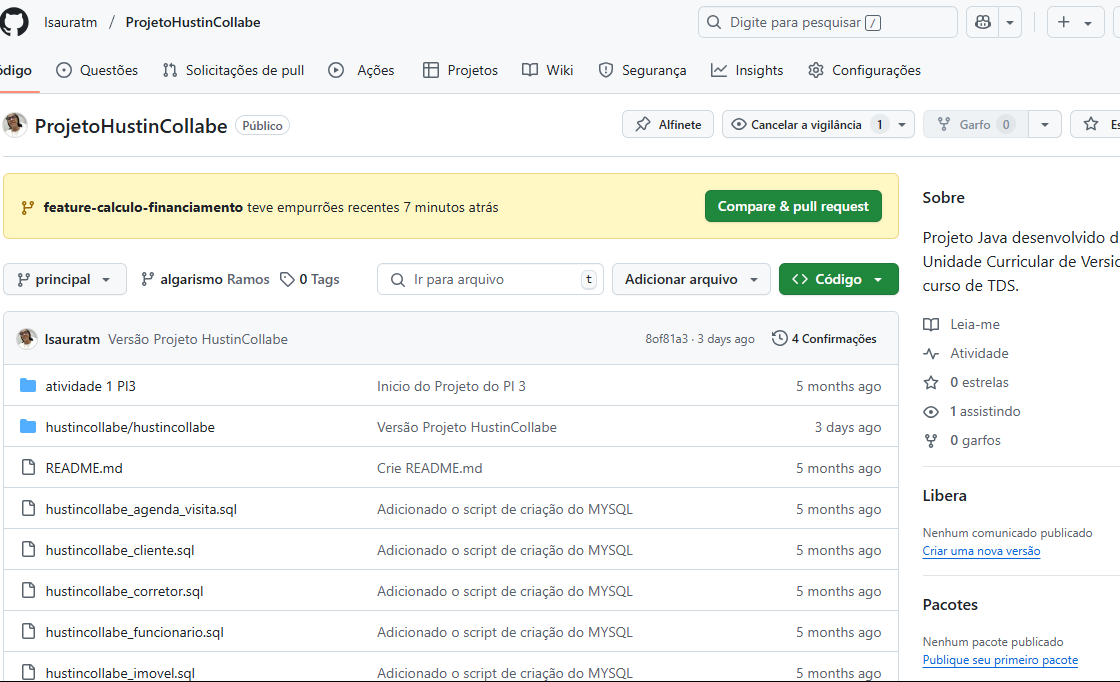 Isauratm / ProjetoHustinCollabe
Digite para pesquisar /
ódigo Questões Solicitações de pull Ações Projetos Wiki Segurança Insights Configurações
ProjetoHustinCollabe Público
Alfinete Cancelar a vigilância 1 Garfo 0 Es
feature-calculo-financiamento teve empurrões recentes 7 minutos atrás Compare & pull request
principal algarismo Ramos 0 Tags Ir para arquivo t Adicionar arquivo Código
Isauratm Versão Projeto HustinCollabe 8of81a3 · 3 days ago 4 Confirmações
atividade 1 PI3 Inicio do Projeto do PI 3 5 months ago
hustincollabe/hustincollabe Versão Projeto HustinCollabe 3 days ago
README.md Crie README.md 5 months ago
hustincollabe_agenda_visita.sql Adicionado o script de criação do MYSQL 5 months ago
hustincollabe_cliente.sql Adicionado o script de criação do MYSQL 5 months ago
hustincollabe_corretor.sql Adicionado o script de criação do MYSQL 5 months ago
hustincollabe_funcionario.sql Adicionado o script de criação do MYSQL 5 months ago
hustincollabe_imovel.sql Adicionado o script de criação do MYSQL 5 months ago
Sobre
Projeto Java desenvolvido d
Unidade Curricular de Versic
curso de TDS.
Leia-me
Atividade
0 estrelas
1 assistindo
0 garfos
Libera
Nenhum comunicado publicado
Criar uma nova versão
Pacotes
Nenhum pacote publicado
Publique seu primeiro pacote